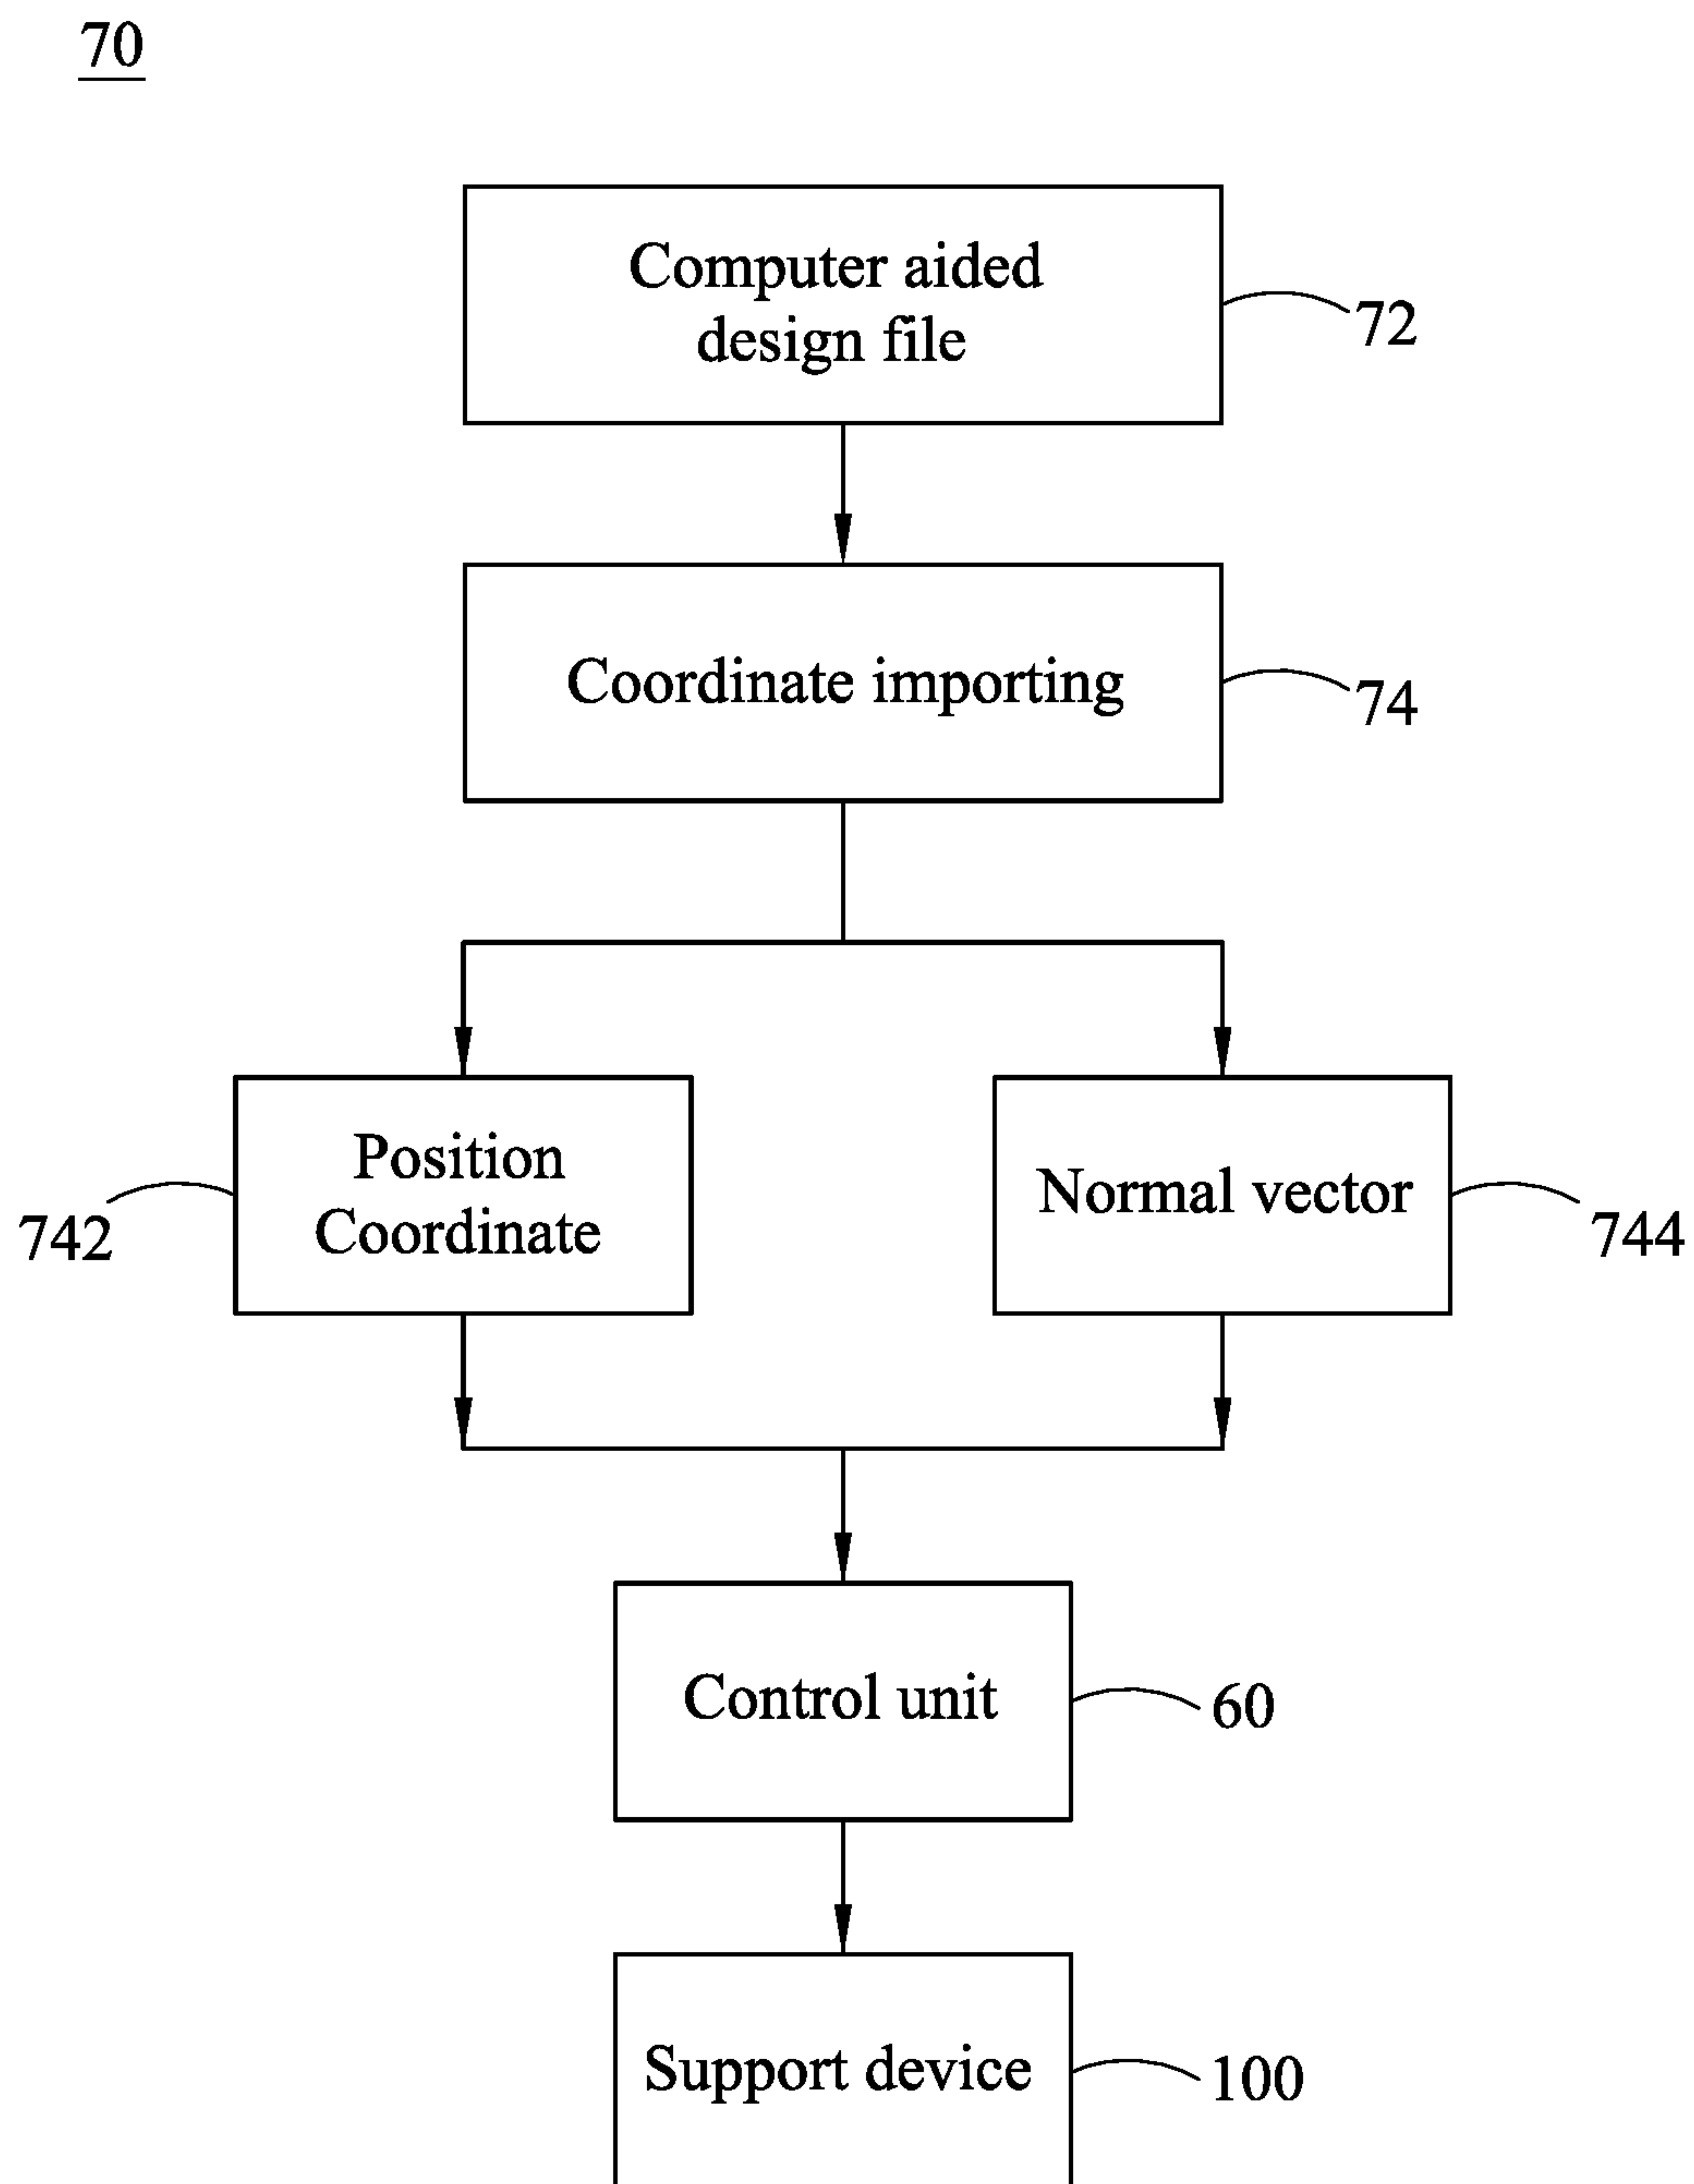 70
Computer aided
design file
72
Coordinate importing
74
Position
Coordinate
742
Normal vector
744
Control unit
60
Support device
100